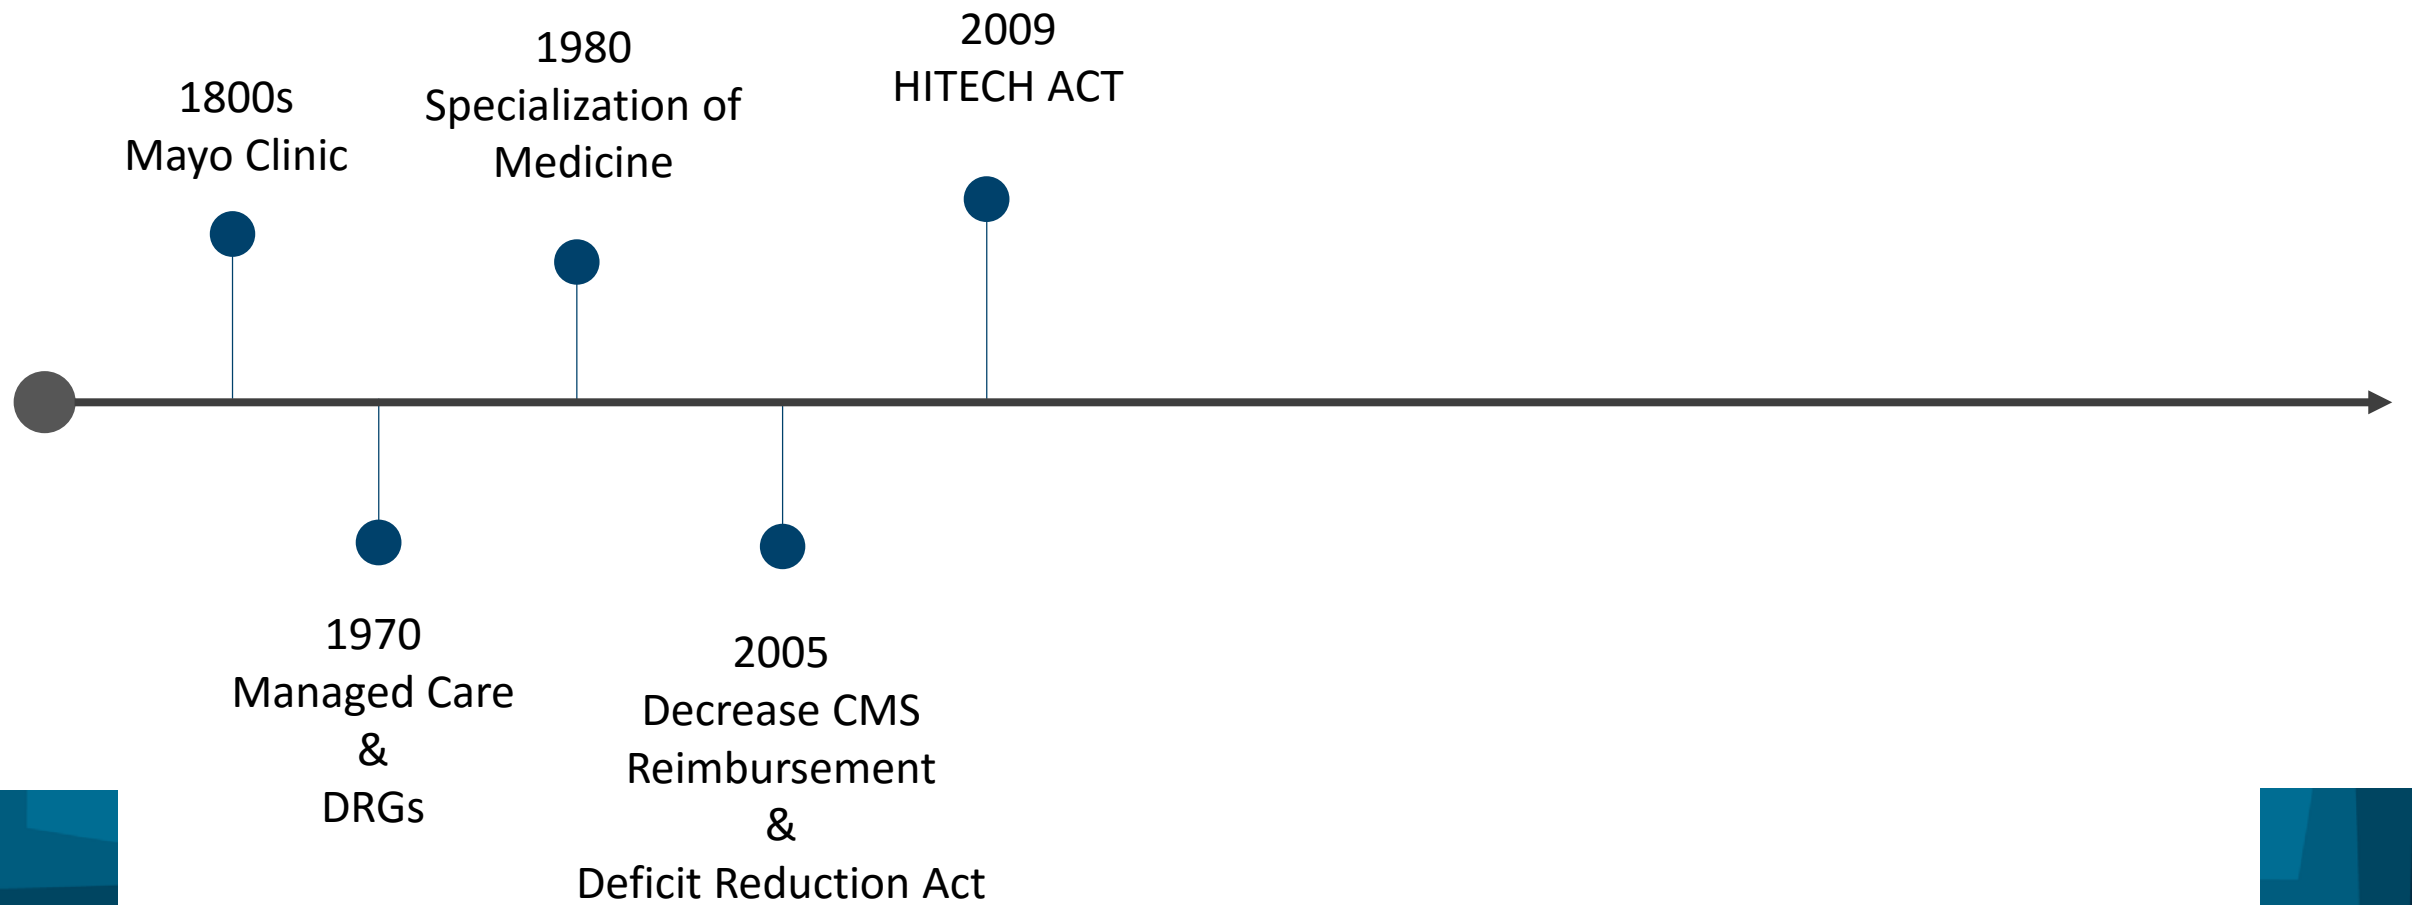 1800s
Mayo Clinic
1970
Managed Care
&
DRGs
1980
Specialization of
Medicine
2005
Decrease CMS
Reimbursement
&
Deficit Reduction Act
2009
HITECH ACT